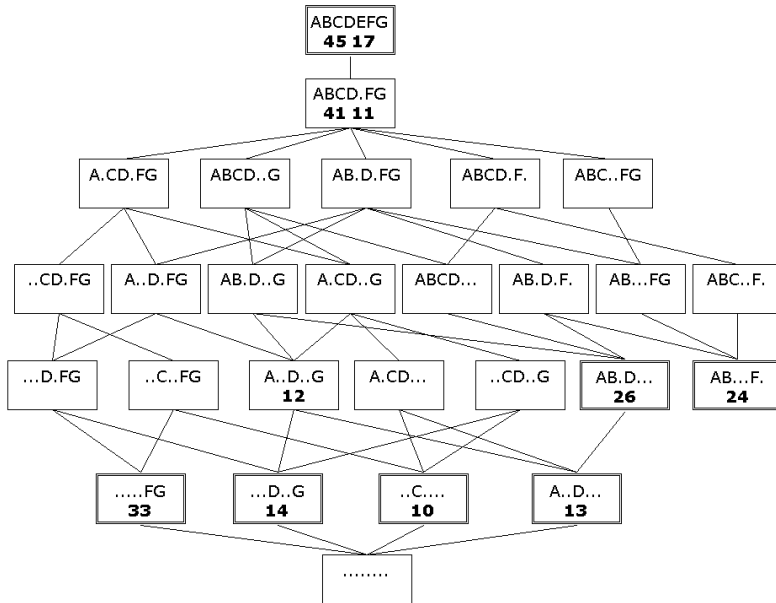 ABCDEFG
45 17
ABCD.FG
41 11
A.CD.FG
ABCD..G
AB.D.FG
ABCD.F.
ABC..FG
..CD.FG
A..D.FG
AB.D..G
A.CD..G
ABCD...
AB.D.F.
AB...FG
ABC..F.
...D.FG
..C..FG
A..D..G
12
A.CD...
..CD..G
AB.D...
26
AB...F.
24
.....FG
33
...D..G
14
..C....
10
A..D...
13
........